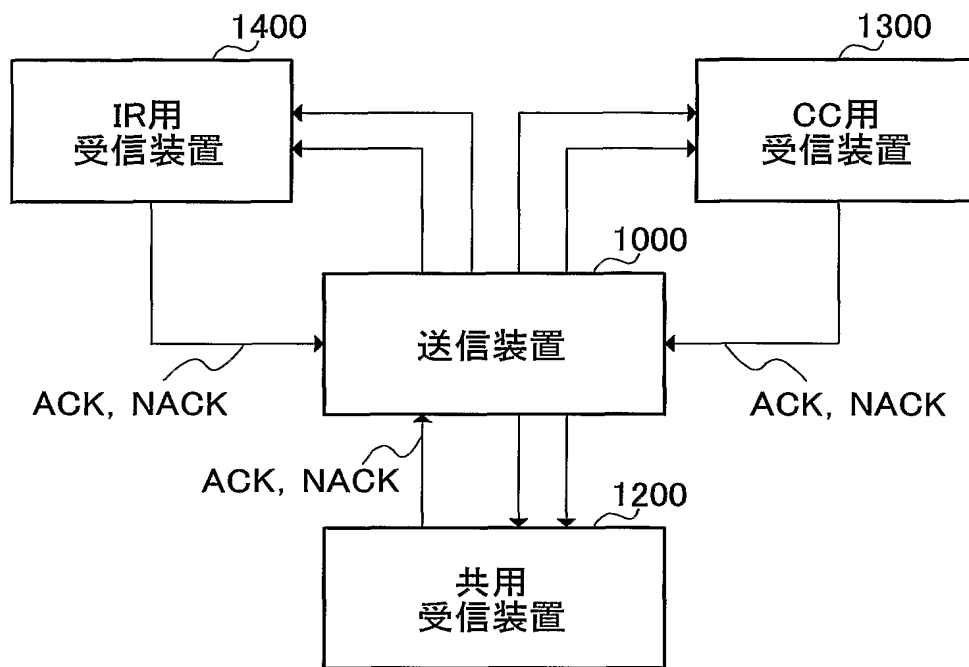 1400
IR用
受信装置
1300
CC用
受信装置
1000
送信装置
ACK, NACK
ACK, NACK
ACK, NACK
1200
共用
受信装置